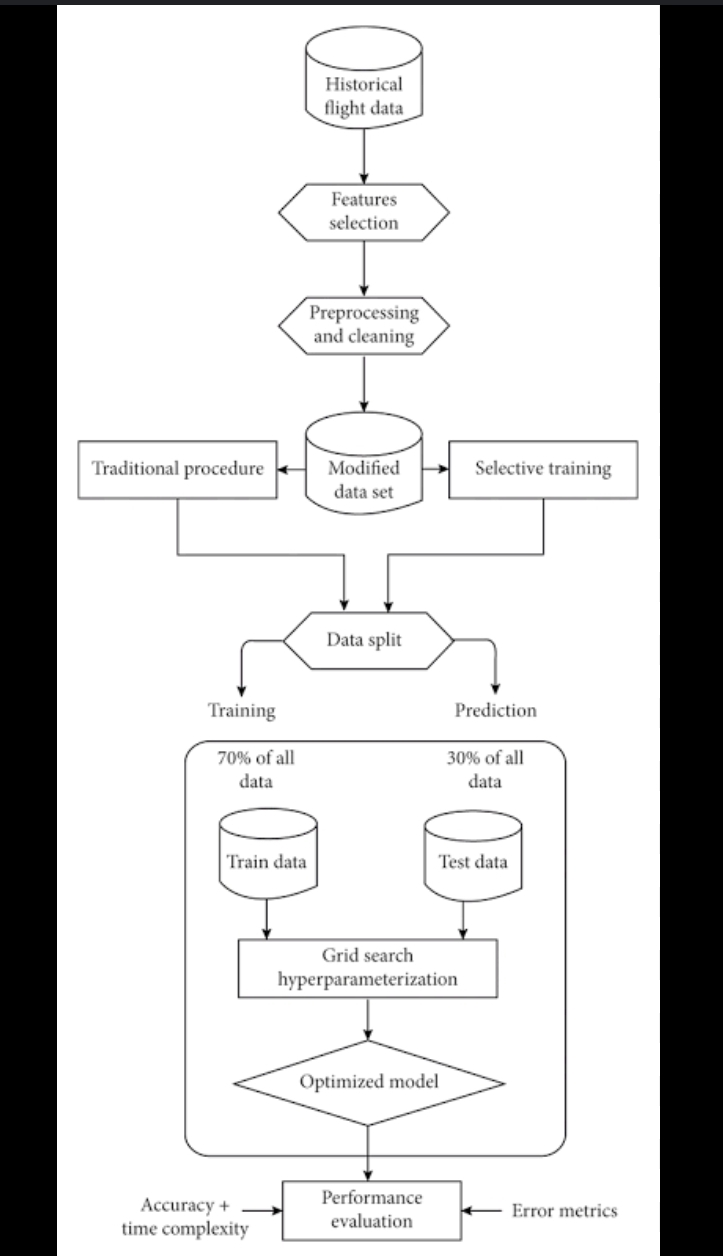 Historical
flight data
Features
selection
Preprocessing
and cleaning
Traditional procedure
Modified
data set
Selective training
Data split
Training
Prediction
70% of all
data
30% of all
data
Train data
Test data
Grid search
hyperparameterization
Optimized model
Accuracy +
time complexity
Performance
evaluation
Error metrics